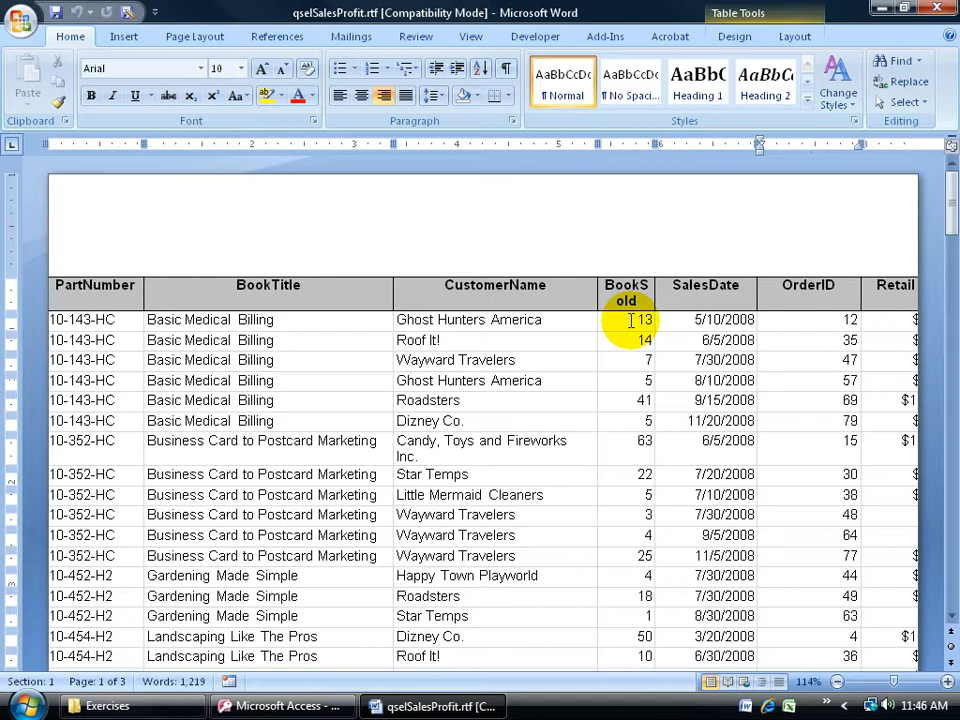 qselSalesProfit.rtf [Compatibility Mode] - Microsoft Word
Table Tools
Home Insert Page Layout References Mailings Review View Developer Add-Ins Acrobat Design Layout
Arial 10
AaBbCcDc AaBbCcDc AaBbC AaBbCc
¶ Normal ¶ No Spaci... Heading 1 Heading 2
Paste
Change
Styles
Find
Replace
Select
Clipboard Font Paragraph Styles Editing
1 2 3 4 5 6
PartNumber BookTitle CustomerName BookS SalesDate OrderID Retail
old
10-143-HC Basic Medical Billing Ghost Hunters America 13 5/10/2008 12 $
10-143-HC Basic Medical Billing Roof It! 14 6/5/2008 35 $
10-143-HC Basic Medical Billing Wayward Travelers 7 7/30/2008 47 $
10-143-HC Basic Medical Billing Ghost Hunters America 5 8/10/2008 57 $
10-143-HC Basic Medical Billing Roadsters 41 9/15/2008 69 $1
10-143-HC Basic Medical Billing Dizney Co. 5 11/20/2008 79 $
10-352-HC Business Card to Postcard Marketing Candy, Toys and Fireworks 63 6/5/2008 15 $1
Inc.
10-352-HC Business Card to Postcard Marketing Star Temps 22 7/20/2008 30 $
10-352-HC Business Card to Postcard Marketing Little Mermaid Cleaners 5 7/10/2008 38 $
10-352-HC Business Card to Postcard Marketing Wayward Travelers 3 7/30/2008 48 $
10-352-HC Business Card to Postcard Marketing Wayward Travelers 4 9/5/2008 64 $
10-352-HC Business Card to Postcard Marketing Wayward Travelers 25 11/5/2008 77 $
10-452-H2 Gardening Made Simple Happy Town Playworld 4 7/30/2008 44 $
10-452-H2 Gardening Made Simple Roadsters 18 7/30/2008 49 $
10-452-H2 Gardening Made Simple Star Temps 1 8/30/2008 63 $
10-454-H2 Landscaping Like The Pros Dizney Co. 50 3/20/2008 4 $1
10-454-H2 Landscaping Like The Pros Roof It! 10 6/30/2008 36 $
Section: 1 Page: 1 of 3 Words: 1,219 114%
Exercises Microsoft Access - ... qselSalesProfit.rtf [C... 11:46 AM